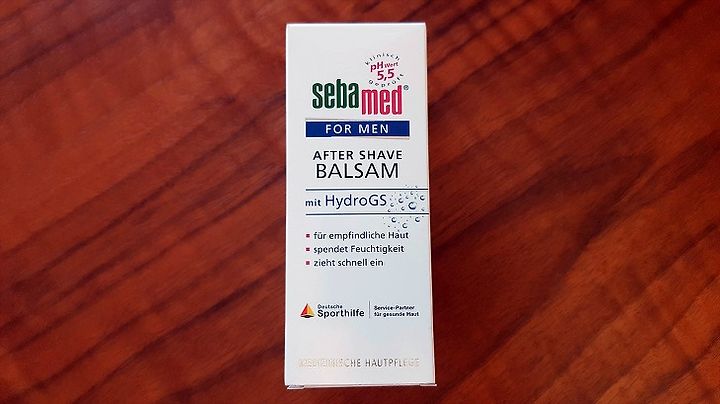 klinisch
pH Wert
5,5
geprüft
sebamed®
FOR MEN
AFTER SHAVE
BALSAM
mit HydroGS
▪ für empfindliche Haut
▪ spendet Feuchtigkeit
▪ zieht schnell ein
Deutsche
Sporthilfe
Service-Partner
für gesunde Haut
MEDIZINISCHE HAUTPFLEGE